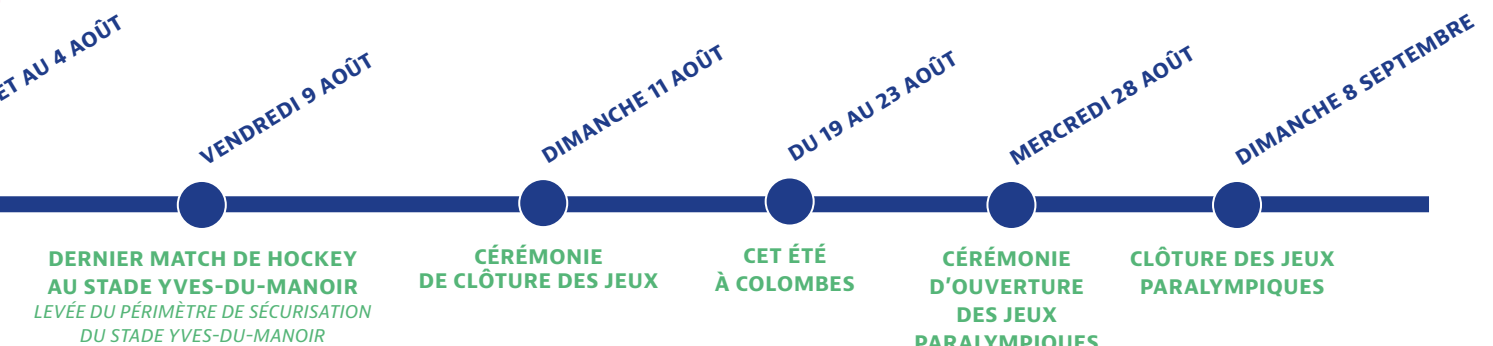 ET AU 4 AOÛT
VENDREDI 9 AOÛT
DIMANCHE 11 AOÛT
DU 19 AU 23 AOÛT
MERCREDI 28 AOÛT
DIMANCHE 8 SEPTEMBRE
DERNIER MATCH DE HOCKEY
AU STADE YVES-DU-MANOIR
LEVÉE DU PÉRIMÈTRE DE SÉCURISATION
DU STADE YVES-DU-MANOIR
CÉRÉMONIE
DE CLÔTURE DES JEUX
CET ÉTÉ
À COLOMBES
CÉRÉMONIE
D'OUVERTURE
DES JEUX
PARALYMPIQUES
CLÔTURE DES JEUX
PARALYMPIQUES